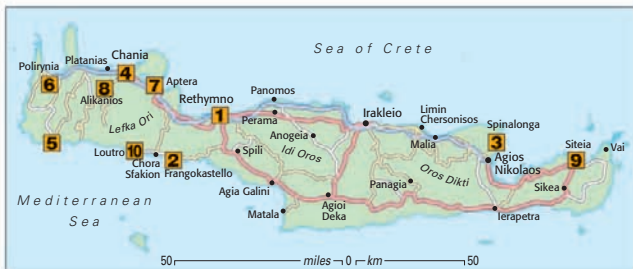 Sea of Crete
Platanias
Chania
Polirynia
4
6
8
7
Aptera
Alikanios
Panomos
Rethymno
1
Perama
Irakleio
Limin
Chersonisos
Spinalonga
3
Malia
Siteia
Vai
Lefka Ori
Anogeia
Idi Oros
5
Loutro
10
2
Spili
Chora
Sfakion
Frangokastello
Agios
Nikolaos
9
Oros Dikti
Panagia
Sikea
Agia Galini
Mediterranean
Sea
Matala
Agioi
Deka
Ierapetra
50 miles 0 km 50